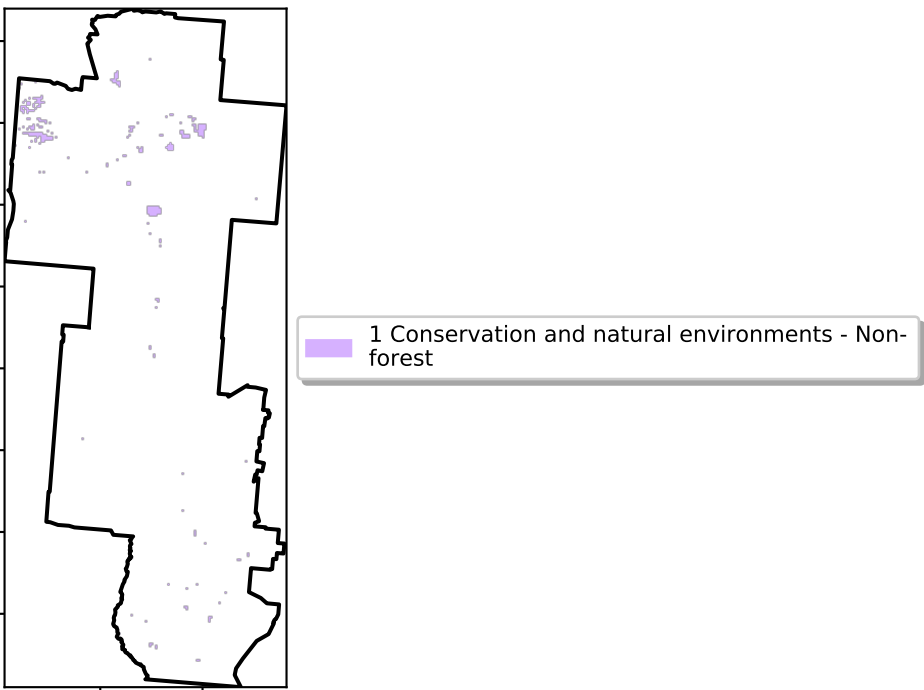 1 Conservation and natural environments - Non-
forest